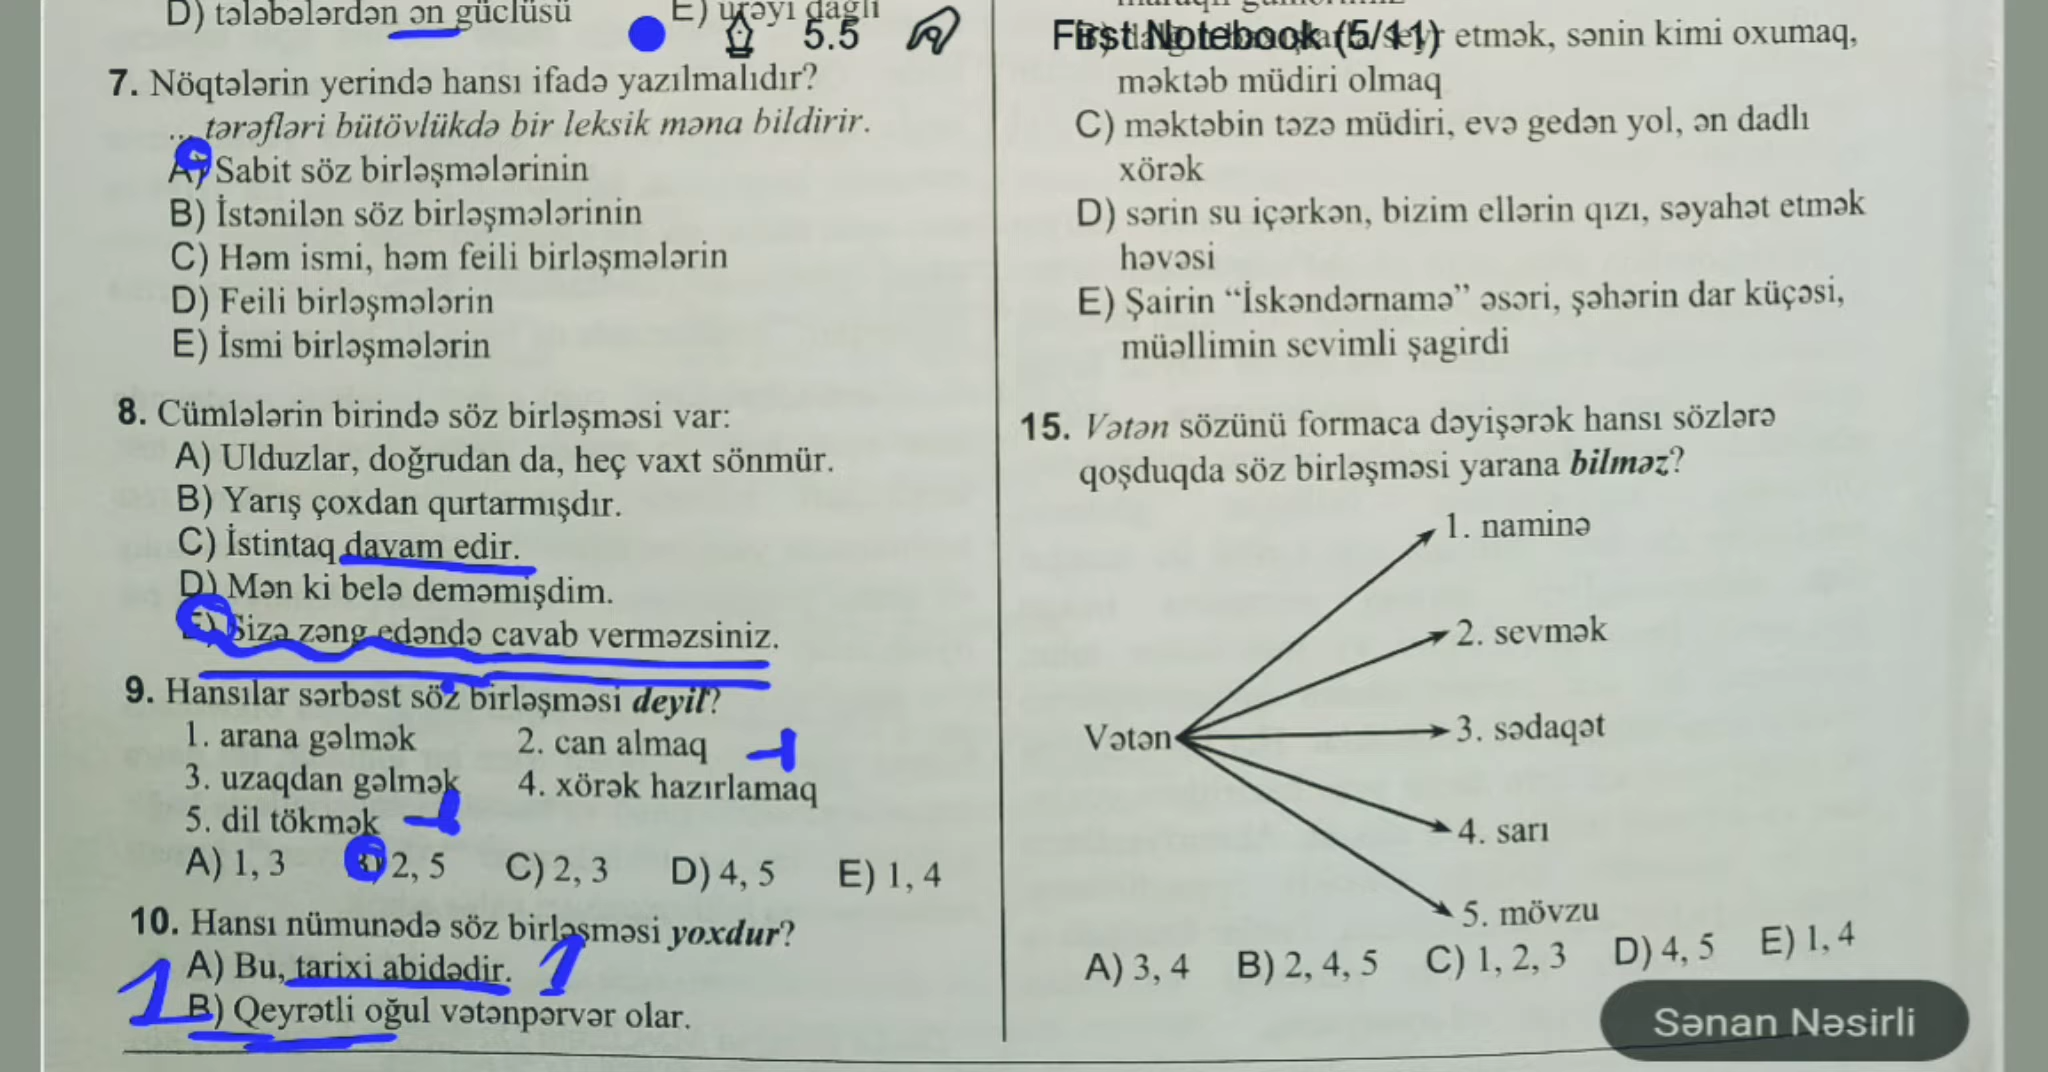 D) tələbələrdən ən güclüsü
E) ürəyi dağlı
5.5
7. Nöqtələrin yerində hansı ifadə yazılmalıdır?
... tərəfləri bütövlükdə bir leksik məna bildirir.
A) Sabit söz birləşmələrinin
B) İstənilən söz birləşmələrinin
C) Həm ismi, həm feili birləşmələrin
D) Feili birləşmələrin
E) İsmi birləşmələrin
8. Cümlələrin birində söz birləşməsi var:
A) Ulduzlar, doğrudan da, heç vaxt sönmür.
B) Yarış çoxdan qurtarmışdır.
C) İstintaq davam edir.
D) Mən ki belə deməmişdim.
E) Sizə zəng edəndə cavab verməzsiniz.
9. Hansılar sərbəst söz birləşməsi deyil?
1. arana gəlmək 2. can almaq
3. uzaqdan gəlmək 4. xörək hazırlamaq
5. dil tökmək
A) 1, 3 B) 2, 5 C) 2, 3 D) 4, 5 E) 1, 4
10. Hansı nümunədə söz birləşməsi yoxdur?
A) Bu, tarixi abidədir. 1
1 B) Qeyrətli oğul vətənpərvər olar.
First Notebook (5/11)
seyr etmək, sənin kimi oxumaq,
məktəb müdiri olmaq
C) məktəbin təzə müdiri, evə gedən yol, ən dadlı
xörək
D) sərin su içərkən, bizim ellərin qızı, səyahət etmək
həvəsi
E) Şairin “İskəndərnamə” əsəri, şəhərin dar küçəsi,
müəllimin sevimli şagirdi
15. Vətən sözünü formaca dəyişərək hansı sözlərə
qoşduqda söz birləşməsi yarana bilməz?
1. naminə
2. sevmək
Vətən 3. sədaqət
4. sarı
5. mövzu
A) 3, 4 B) 2, 4, 5 C) 1, 2, 3 D) 4, 5 E) 1, 4
Sənan Nəsirli